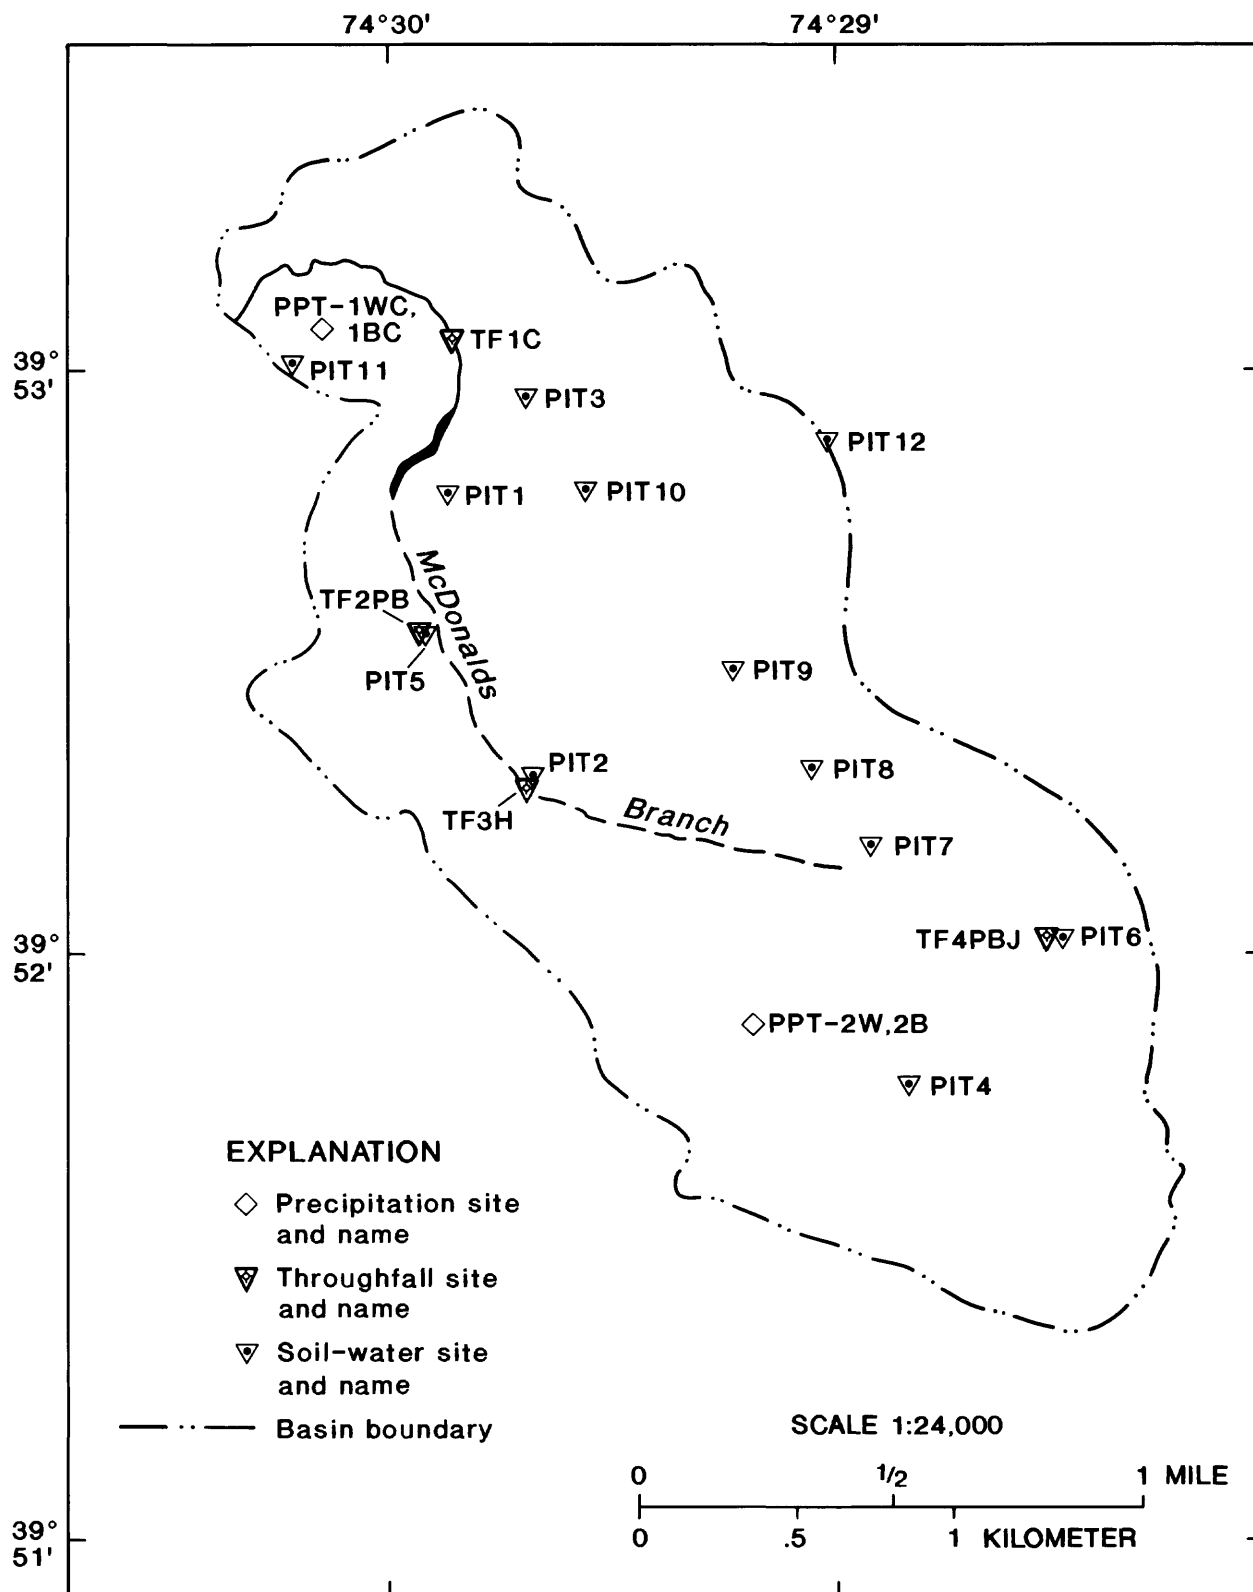 74°30'
74°29'
PPT-1WC,
1BC
TF1C
39°
53'
PIT11
PIT3
PIT12
PIT1
PIT10
McDonalds
TF2PB
PIT5
PIT9
PIT2
PIT8
TF3H
Branch
PIT7
TF4PBJ
PIT6
39°
52'
PPT-2W,2B
PIT4
EXPLANATION
Precipitation site
and name
Throughfall site
and name
Soil-water site
and name
Basin boundary
SCALE 1:24,000
0 1/2 1 MILE
0 .5 1 KILOMETER
39°
51'